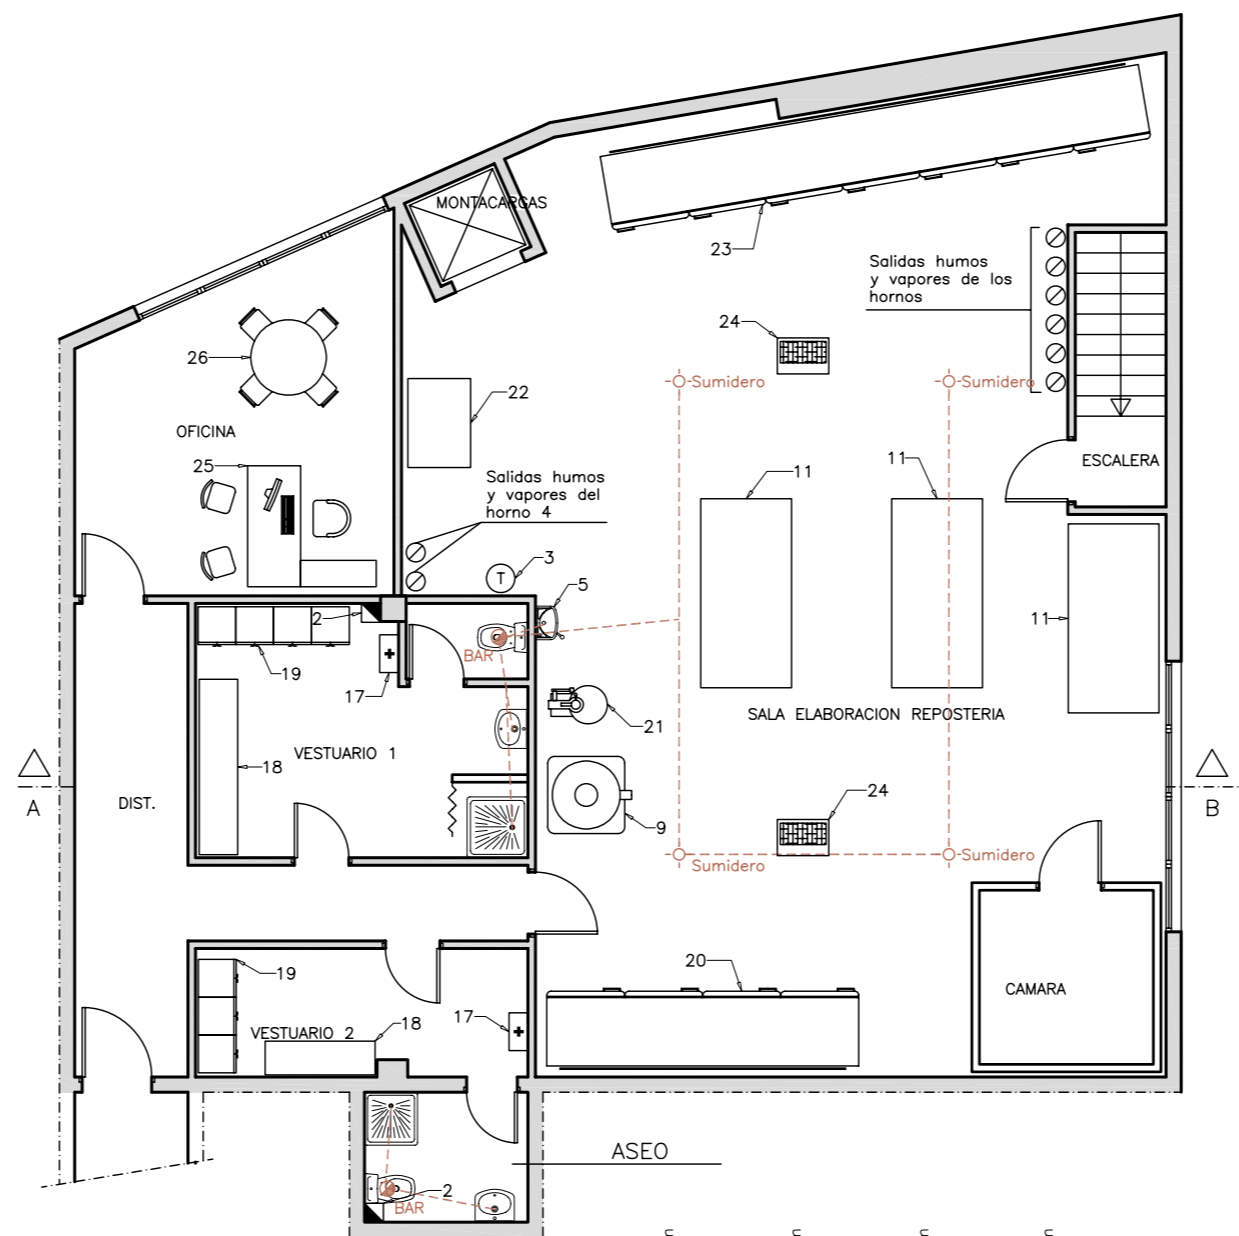 MONTACARGAS
23
Salidas humos
y vapores de los
hornos
24
26
Sumidero
Sumidero
22
OFICINA
25
Salidas humos
y vapores del
horno 4
11
11
ESCALERA
3
T
5
2
11
BAR
19
17
21
SALA ELABORACION REPOSTERIA
VESTUARIO 1
18
A
DIST.
B
24
9
Sumidero
Sumidero
20
19
CAMARA
17
18
VESTUARIO 2
ASEO
2
BAR